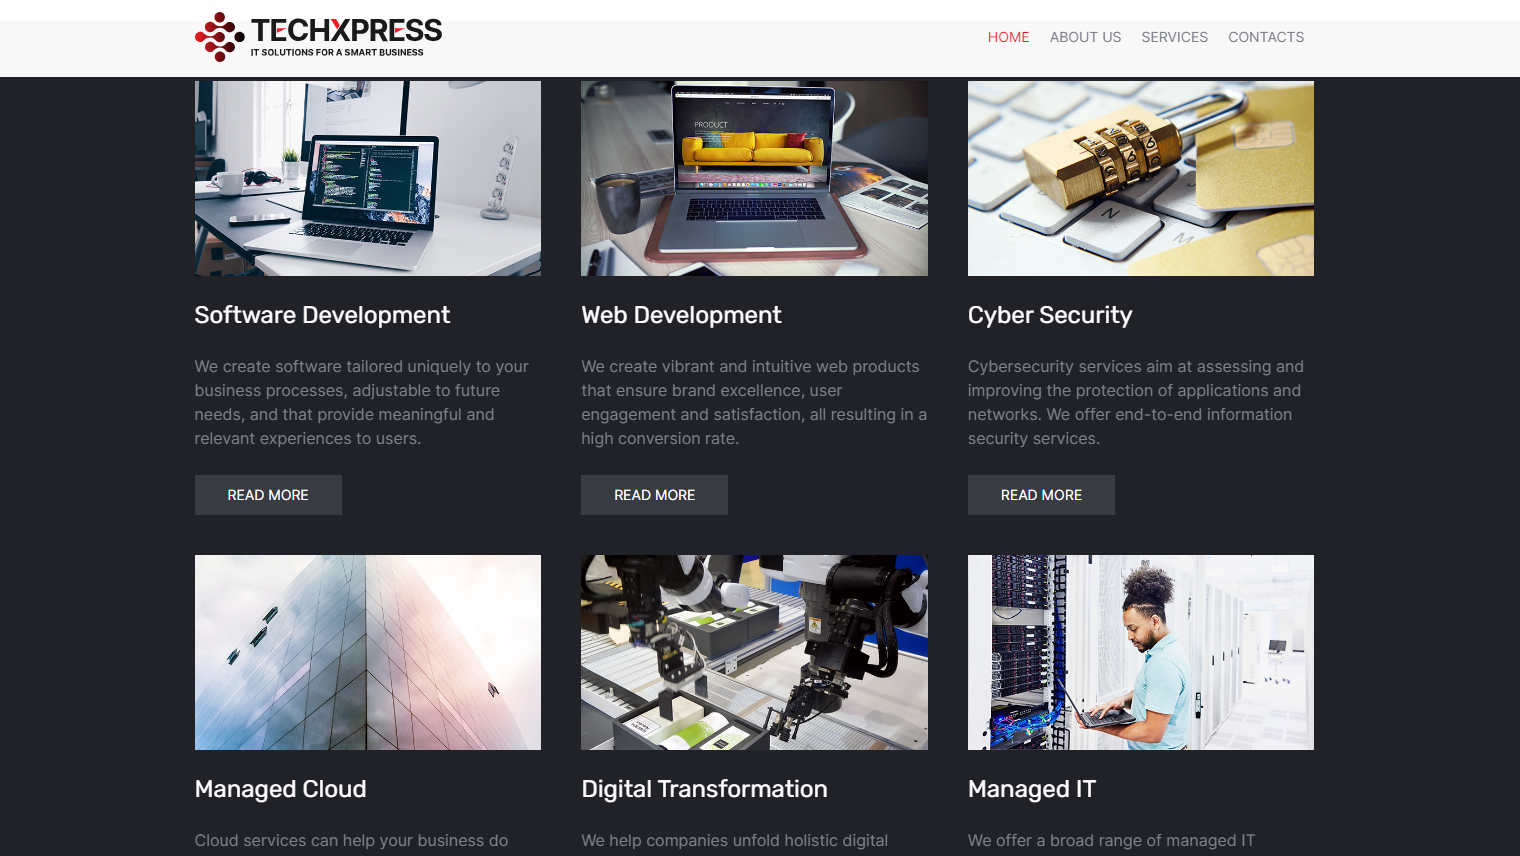 TECHXPRESS
IT SOLUTIONS FOR A SMART BUSINESS
HOME ABOUT US SERVICES CONTACTS
PRODUCT
N
M
Software Development
We create software tailored uniquely to your
business processes, adjustable to future
needs, and that provide meaningful and
relevant experiences to users.
READ MORE
Web Development
We create vibrant and intuitive web products
that ensure brand excellence, user
engagement and satisfaction, all resulting in a
high conversion rate.
READ MORE
Cyber Security
Cybersecurity services aim at assessing and
improving the protection of applications and
networks. We offer end-to-end information
security services.
READ MORE
Managed Cloud
Cloud services can help your business do
Digital Transformation
We help companies unfold holistic digital
Managed IT
We offer a broad range of managed IT